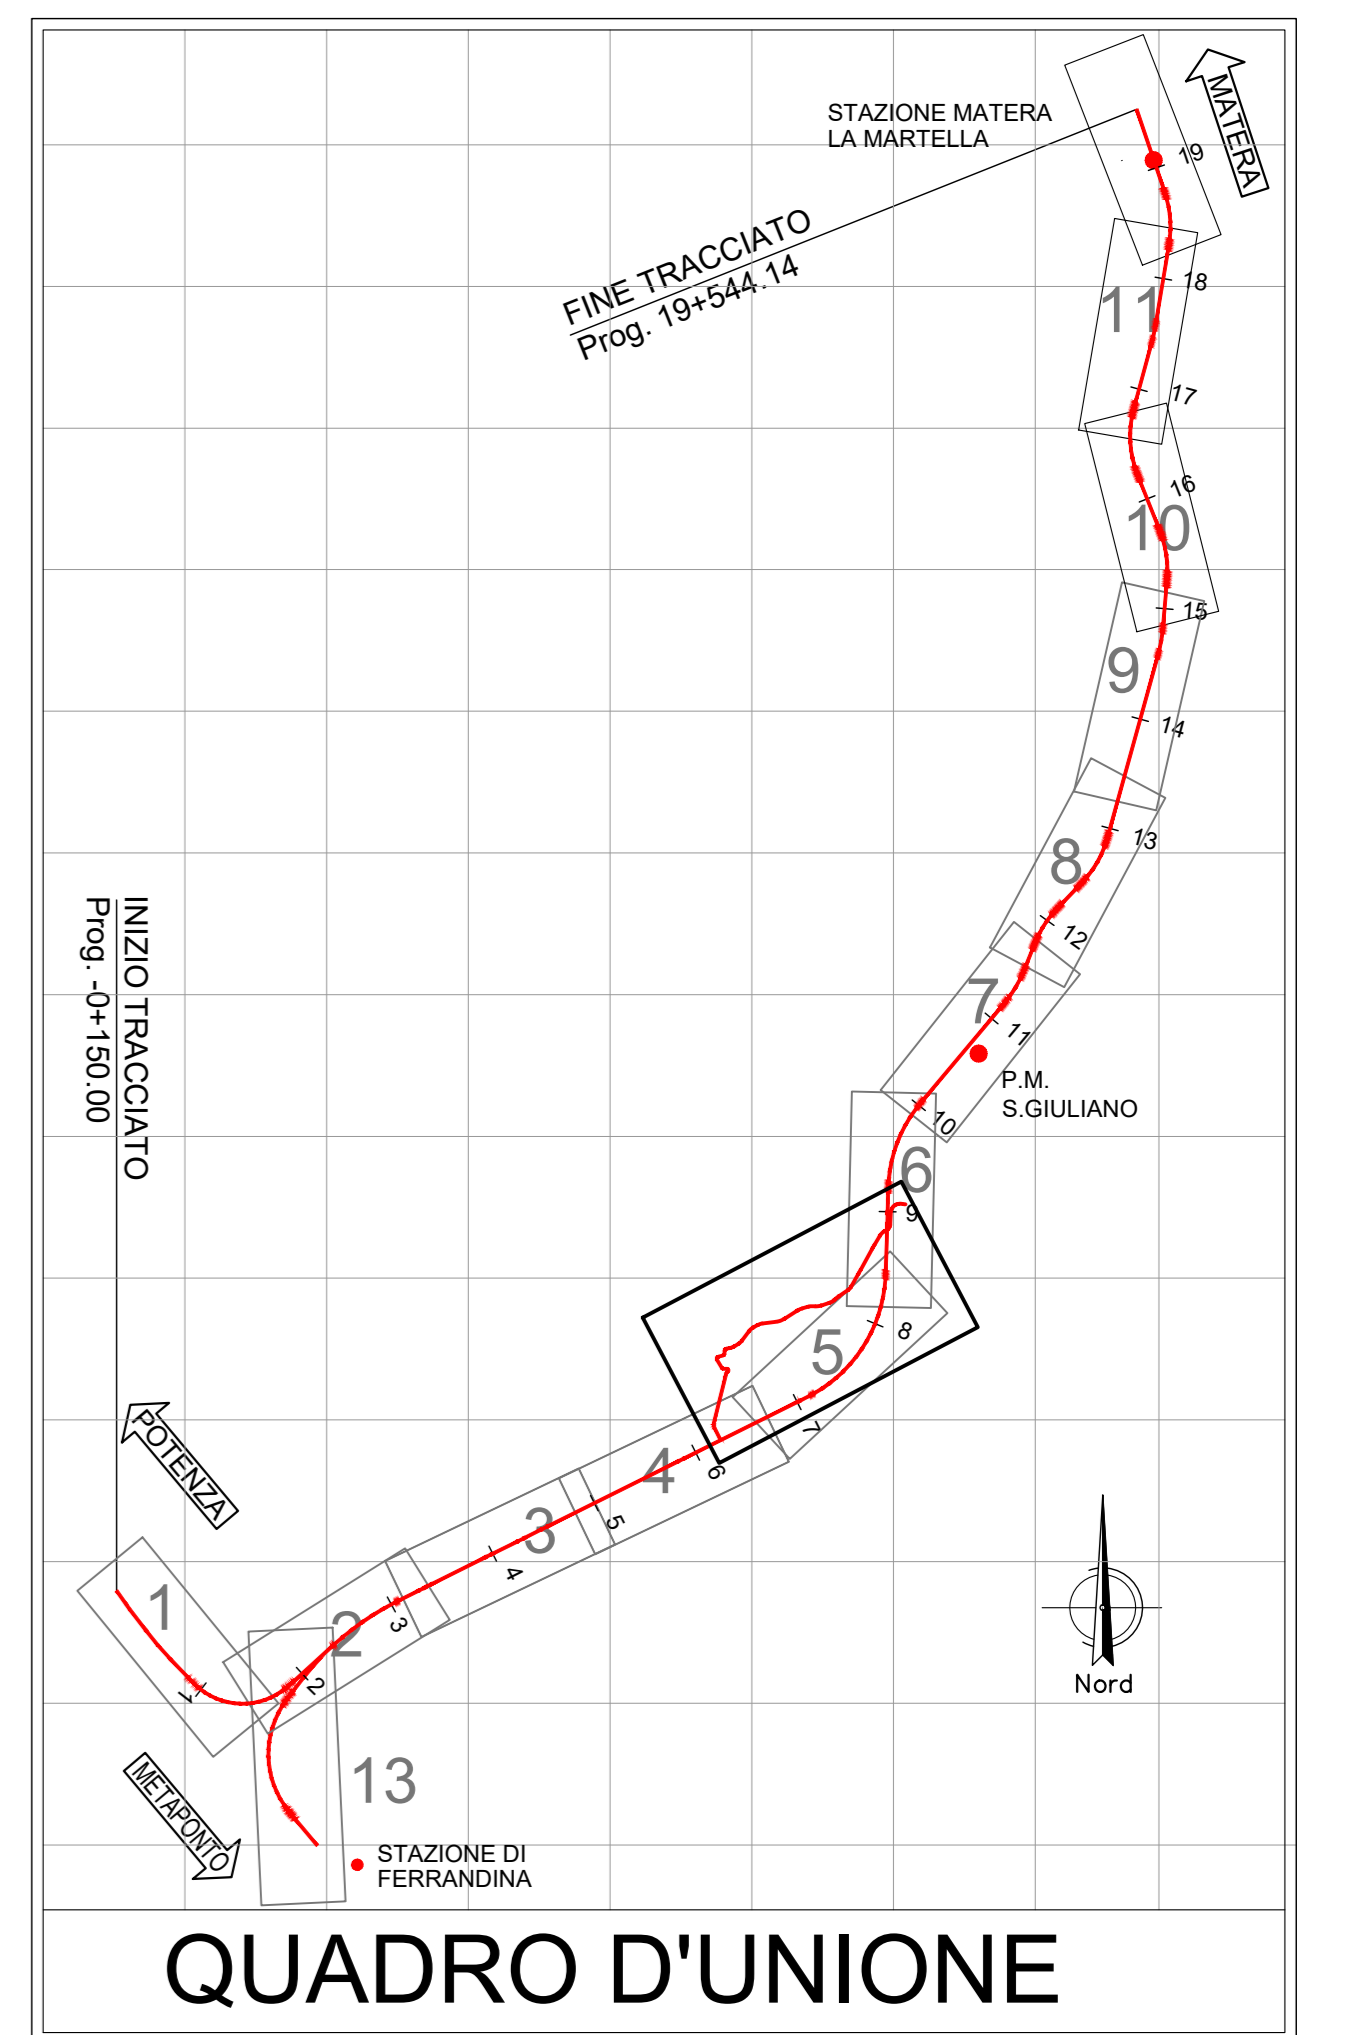 MATERA
STAZIONE MATERA
LA MARTELLA
19
FINE TRACCIATO
Prog. 19+544.14
18
11
17
16
10
15
9
14
13
8
12
7
11
P.M.
S.GIULIANO
10
INIZIO TRACCIATO
Prog. -0+150.00
6
9
8
5
7
POTENZA
4
6
3
5
4
1
2
3
1
2
Nord
METAPONTO
13
STAZIONE DI
FERRANDINA
QUADRO D'UNIONE